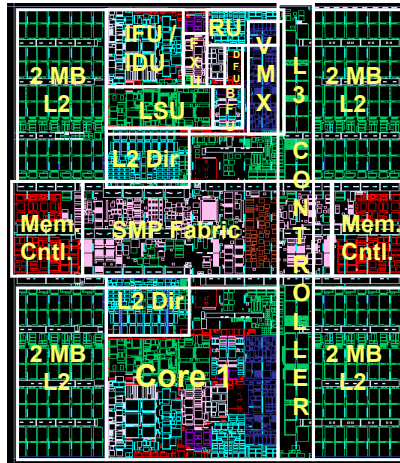 IFU /
IDU
FXU
RU
DFU
VMX
BFU
L3 CONTROLLER
2 MB
L2
2 MB
L2
LSU
L2 Dir
Mem.
Cntl.
SMP Fabric
Mem.
Cntl.
L2 Dir
2 MB
L2
Core 1
2 MB
L2